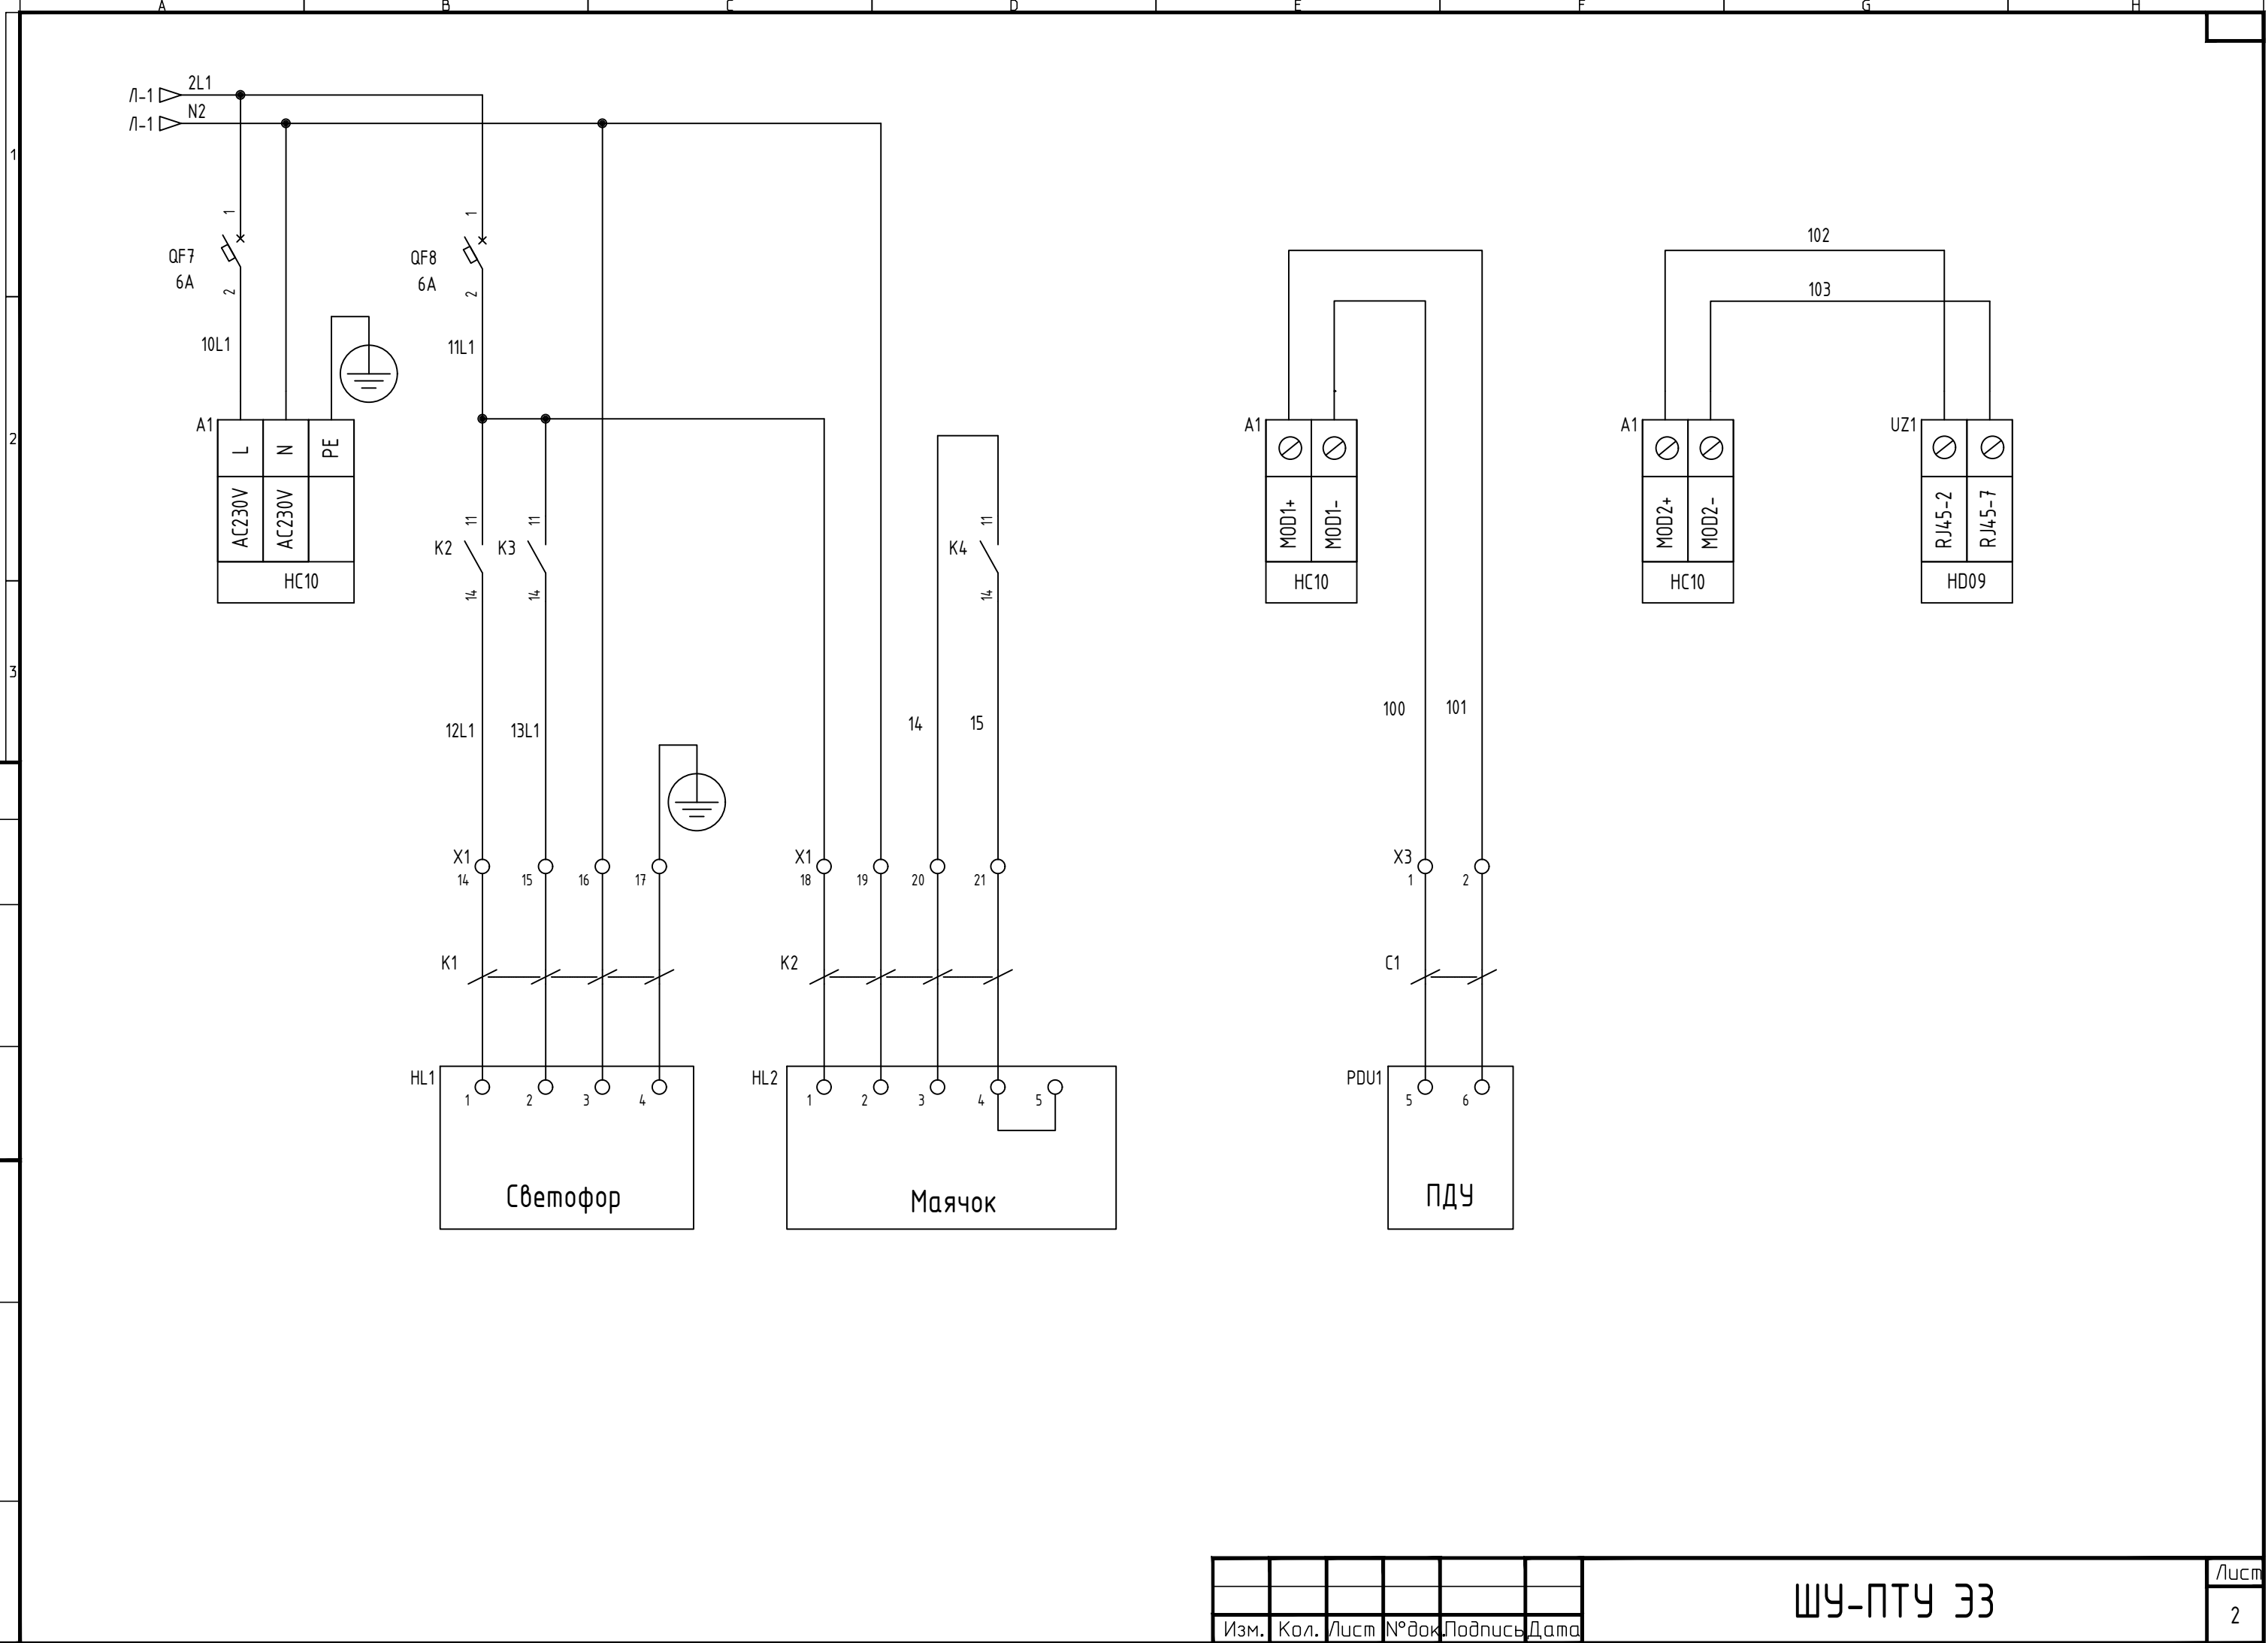 A B C D E F G H
Л-1 2L1
Л-1 N2
1
1 1
102
QF7 QF8
6A 6A
2 2
103
10L1 11L1
A1 L N PE
AC230V AC230V
HC10
2
A1
MOD1+ MOD1-
HC10
A1
MOD2+ MOD2-
HC10
UZ1
RJ45-2 RJ45-7
HD09
11 11 11
K2 K3 K4
14 14 14
3
12L1 13L1 14 15 100 101
X1 X1 X3
14 15 16 17 18 19 20 21 1 2
K1 K2 C1
HL1 HL2 PDU1
1 2 3 4 1 2 3 4 5 5 6
Светофор Маячок ПДУ
ШУ-ПТУ ЭЗ
Лист
2
Изм. Кол. Лист №док. Подпись Дата